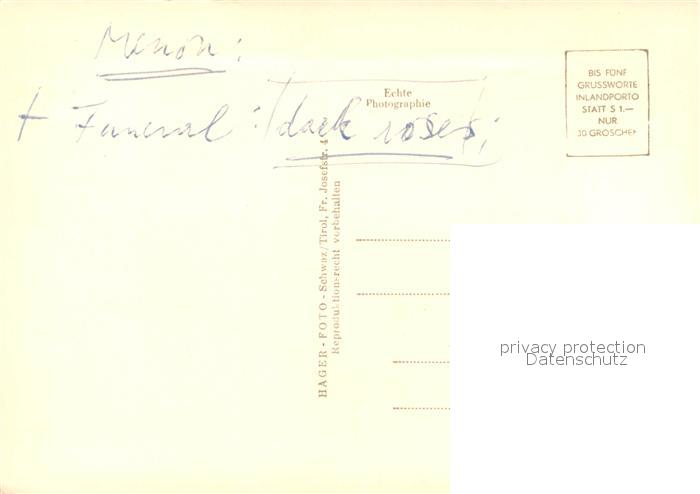 Menon:
+ Funeral: dark roses;
Echte
Photographie
BIS FÜNF
GRUSSWORTE
INLANDPORTO
STATT S 1.—
NUR
30 GROSCHEN
HAGER - FOTO - Schwaz/Tirol, Fr. Josefstr. 4
Reproduktionsrecht vorbehalten
privacy protection
Datenschutz